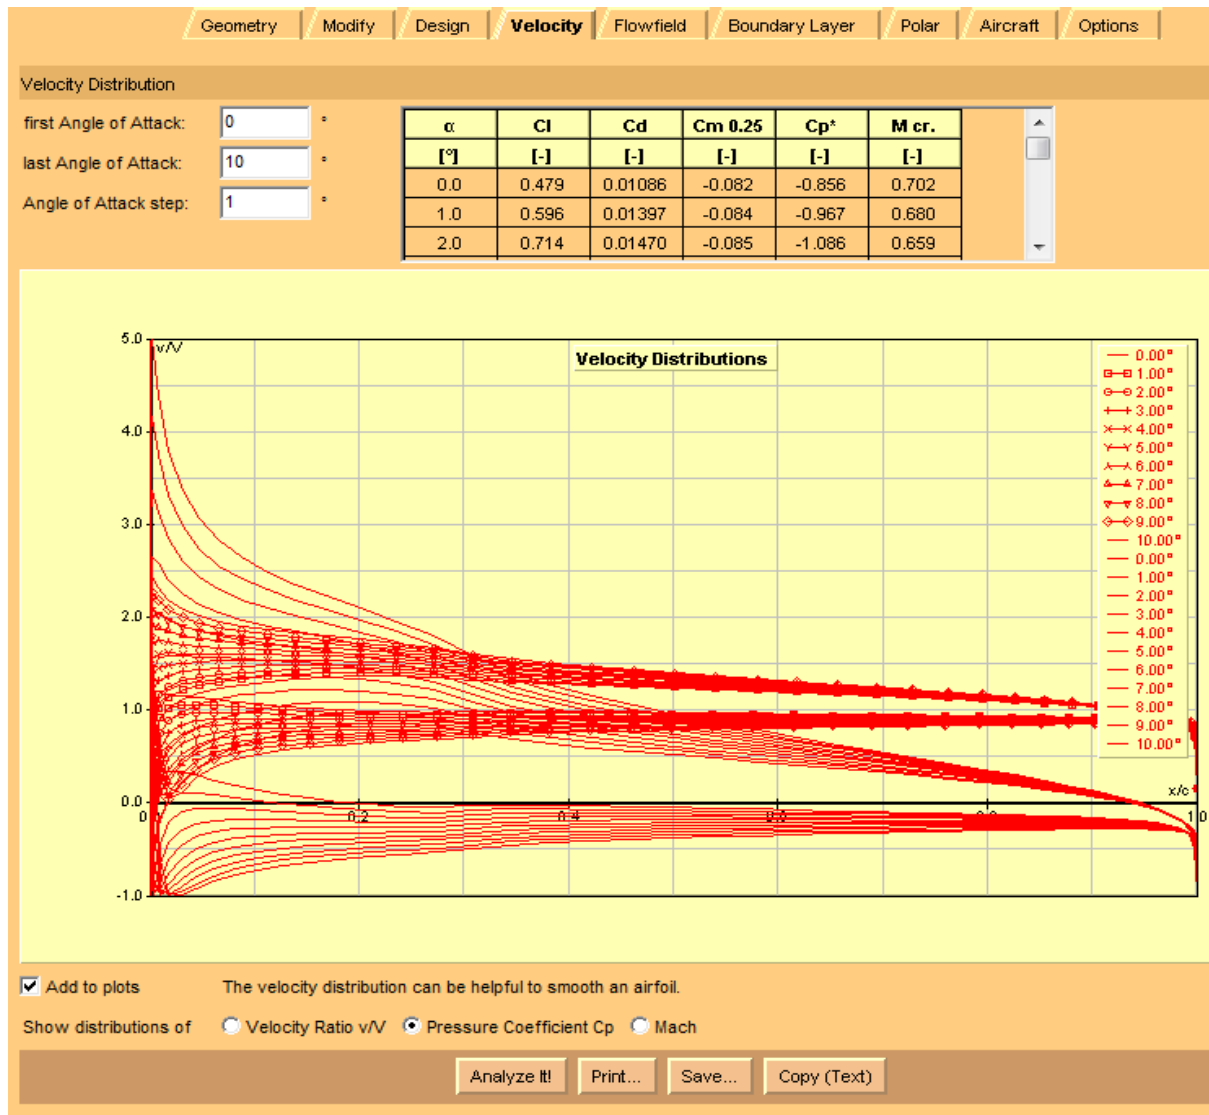 Geometry Modify Design Velocity Flowfield Boundary Layer Polar Aircraft Options
Velocity Distribution
first Angle of Attack: 0 °
last Angle of Attack: 10 °
Angle of Attack step: 1 °
α Cl Cd Cm 0.25 Cp* M cr.
[°] [-] [-] [-] [-] [-]
0.0 0.479 0.01086 -0.082 -0.856 0.702
1.0 0.596 0.01397 -0.084 -0.967 0.680
2.0 0.714 0.01470 -0.085 -1.086 0.659
Velocity Distributions
v/V
5.0
4.0
3.0
2.0
1.0
0.0
-1.0
0 0.2 0.4 0.6 0.8 1.0
x/c
0.00°
1.00°
2.00°
3.00°
4.00°
5.00°
6.00°
7.00°
8.00°
9.00°
10.00°
0.00°
1.00°
2.00°
3.00°
4.00°
5.00°
6.00°
7.00°
8.00°
9.00°
10.00°
Add to plots The velocity distribution can be helpful to smooth an airfoil.
Show distributions of Velocity Ratio v/V Pressure Coefficient Cp Mach
Analyze It! Print... Save... Copy (Text)